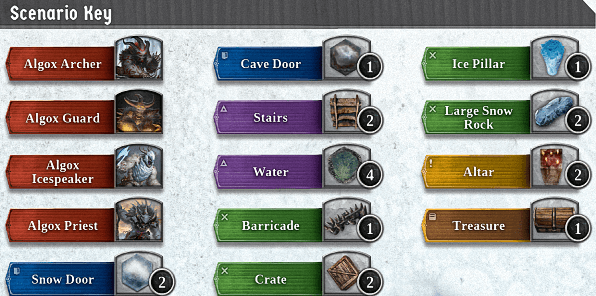 Scenario Key
Algox Archer
Algox Guard
Algox
Icespeaker
Algox Priest
Snow Door
2
Cave Door
1
Stairs
2
Water
4
Barricade
1
Crate
2
Ice Pillar
1
Large Snow
Rock
2
Altar
2
Treasure
1